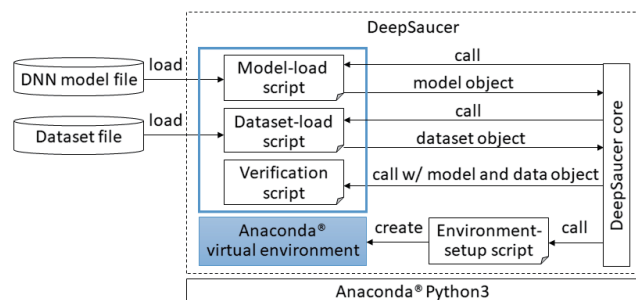 DeepSaucer
DNN model file
load
Model-load
script
call
model object
Dataset file
load
Dataset-load
script
call
dataset object
Verification
script
call w/ model and data object
DeepSaucer core
Anaconda®
virtual environment
create
Environment-
setup script
call
Anaconda® Python3